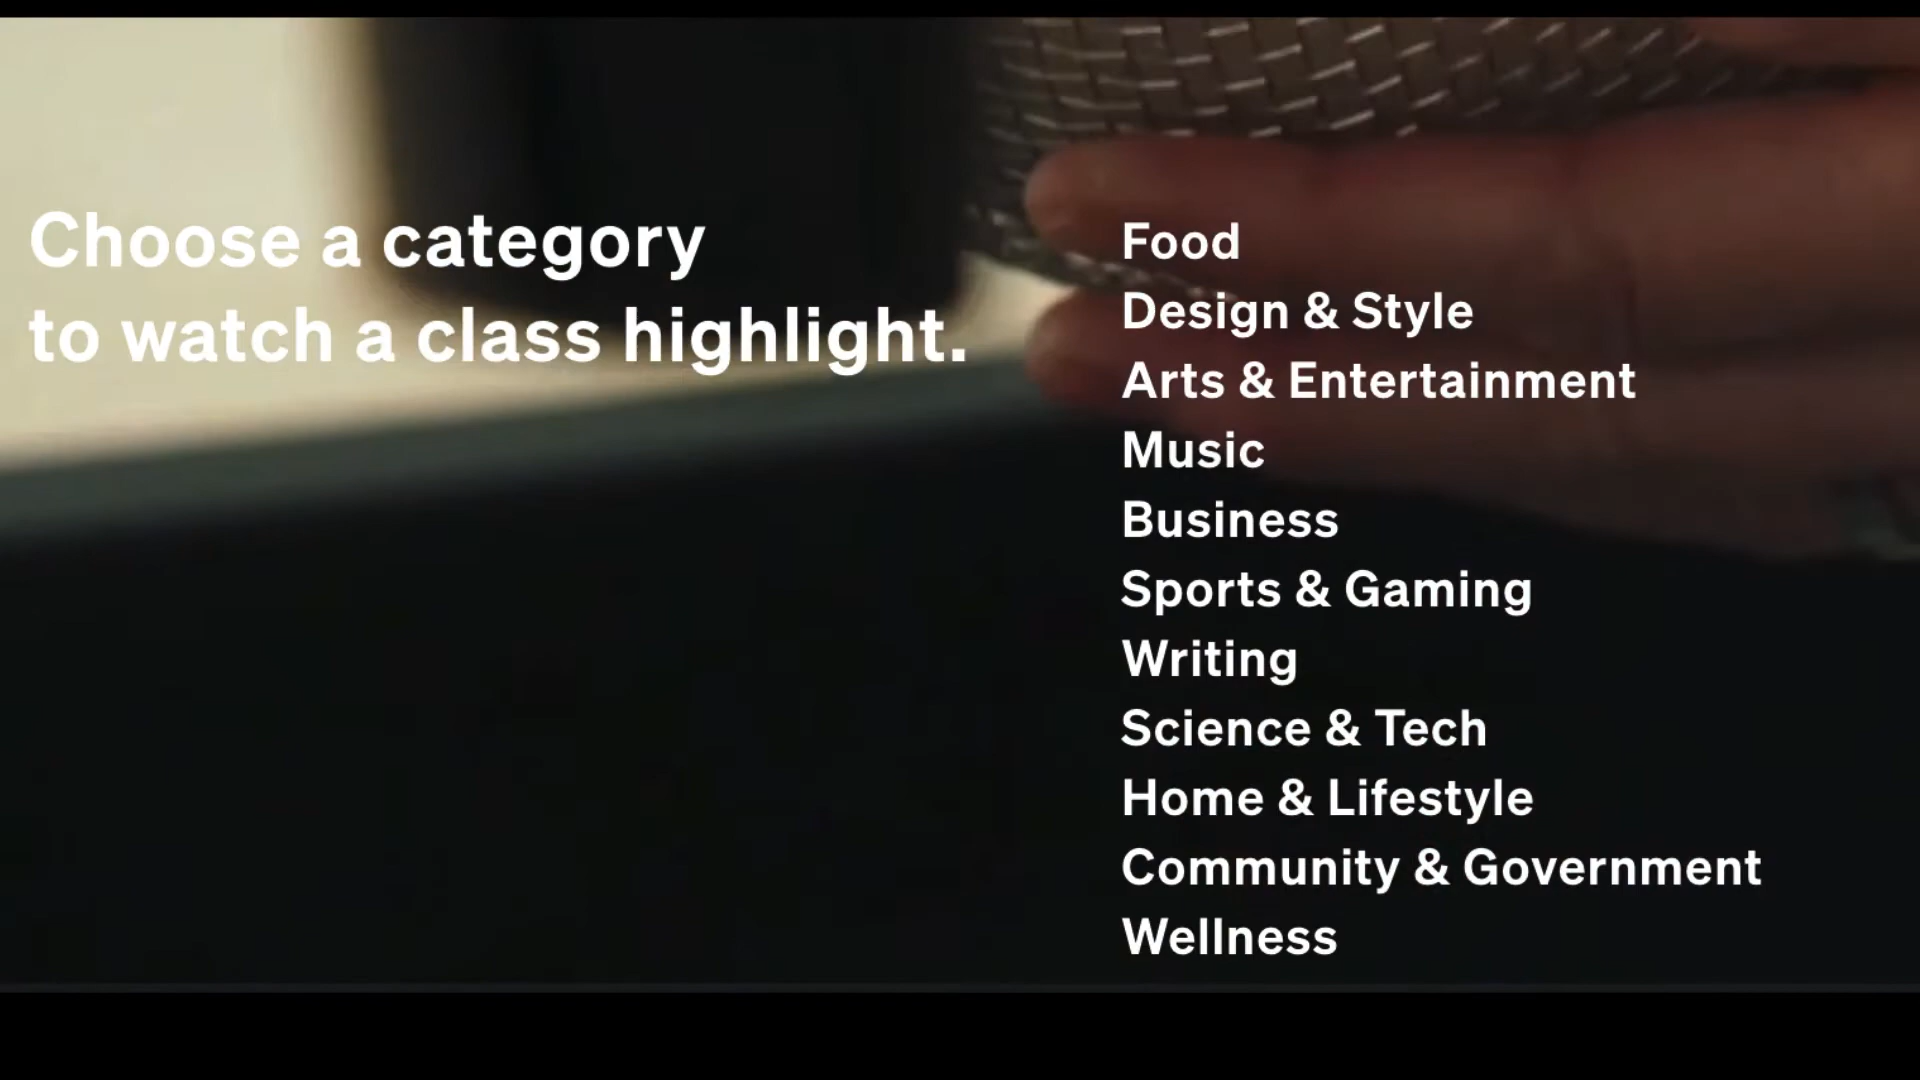 Choose a category
to watch a class highlight.
Food
Design & Style
Arts & Entertainment
Music
Business
Sports & Gaming
Writing
Science & Tech
Home & Lifestyle
Community & Government
Wellness